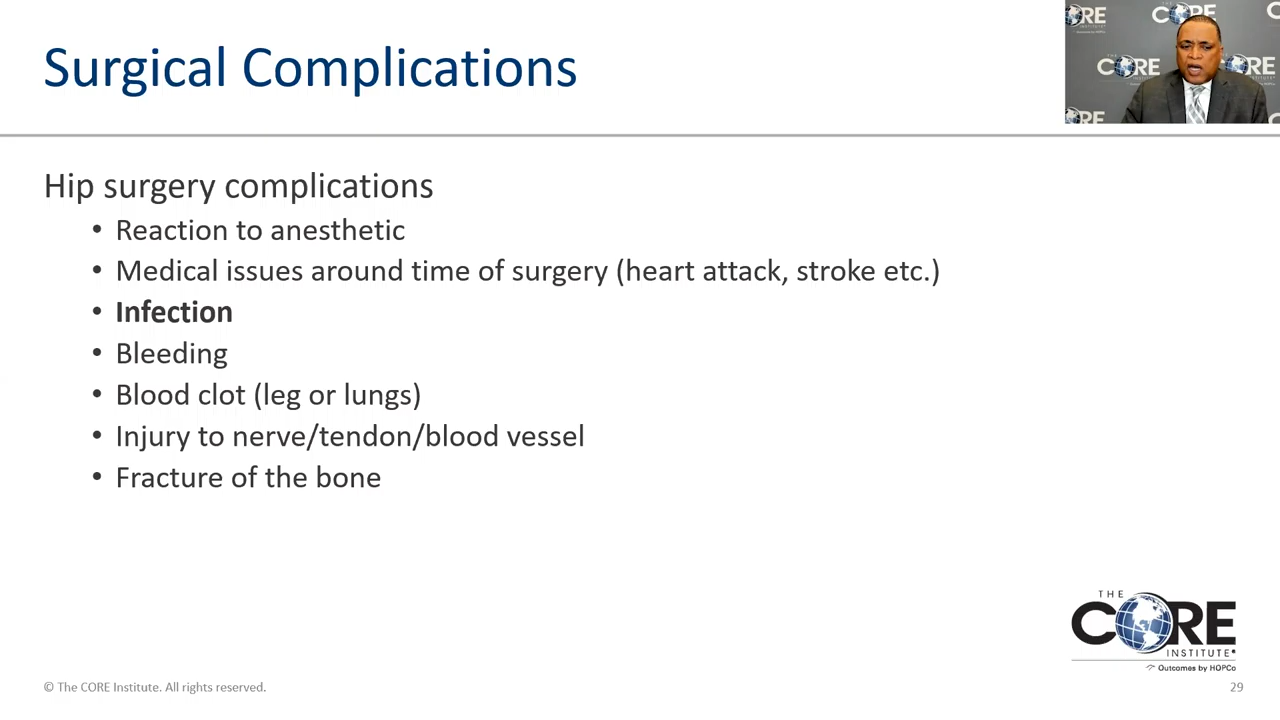 Surgical Complications
Hip surgery complications
• Reaction to anesthetic
• Medical issues around time of surgery (heart attack, stroke etc.)
• Infection
• Bleeding
• Blood clot (leg or lungs)
• Injury to nerve/tendon/blood vessel
• Fracture of the bone
THE
CORE
INSTITUTE
Outcomes by HOPCo
© The CORE Institute. All rights reserved.
29